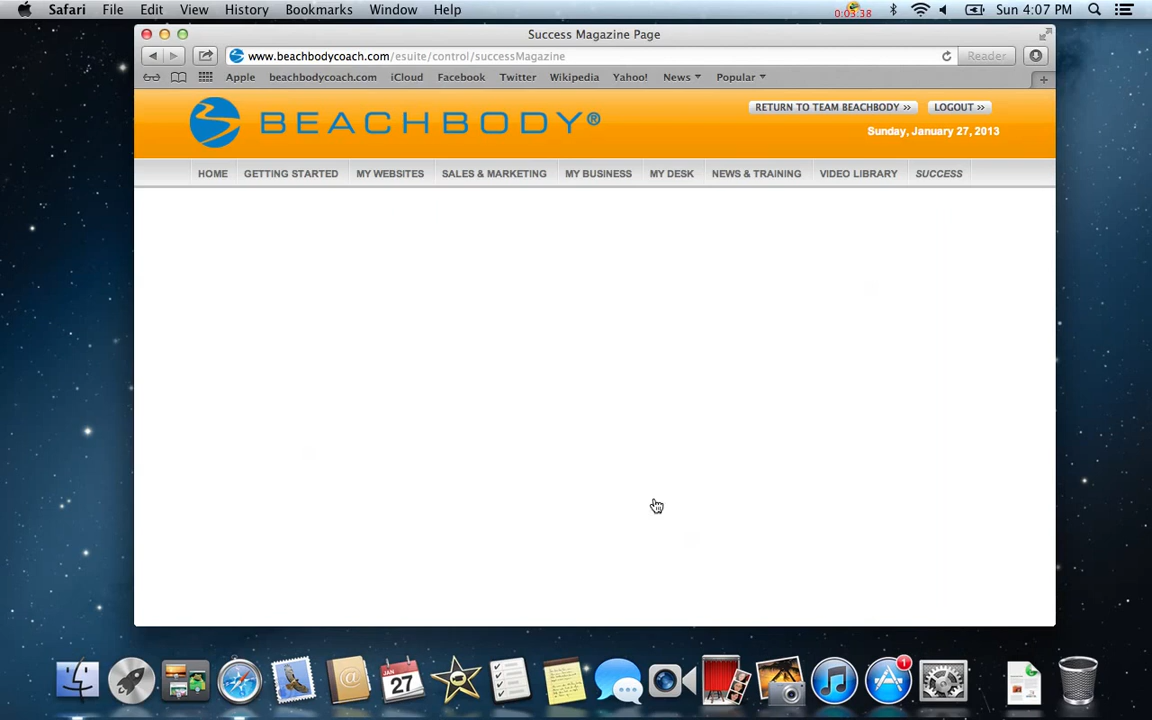 Safari File Edit View History Bookmarks Window Help 0:03:38 Sun 4:07 PM
Success Magazine Page
www.beachbodycoach.com/esuite/control/successMagazine Reader
Apple beachbodycoach.com iCloud Facebook Twitter Wikipedia Yahoo! News Popular
BEACHBODY® RETURN TO TEAM BEACHBODY >> LOGOUT >>
Sunday, January 27, 2013
HOME GETTING STARTED MY WEBSITES SALES & MARKETING MY BUSINESS MY DESK NEWS & TRAINING VIDEO LIBRARY SUCCESS
JAN
27
1